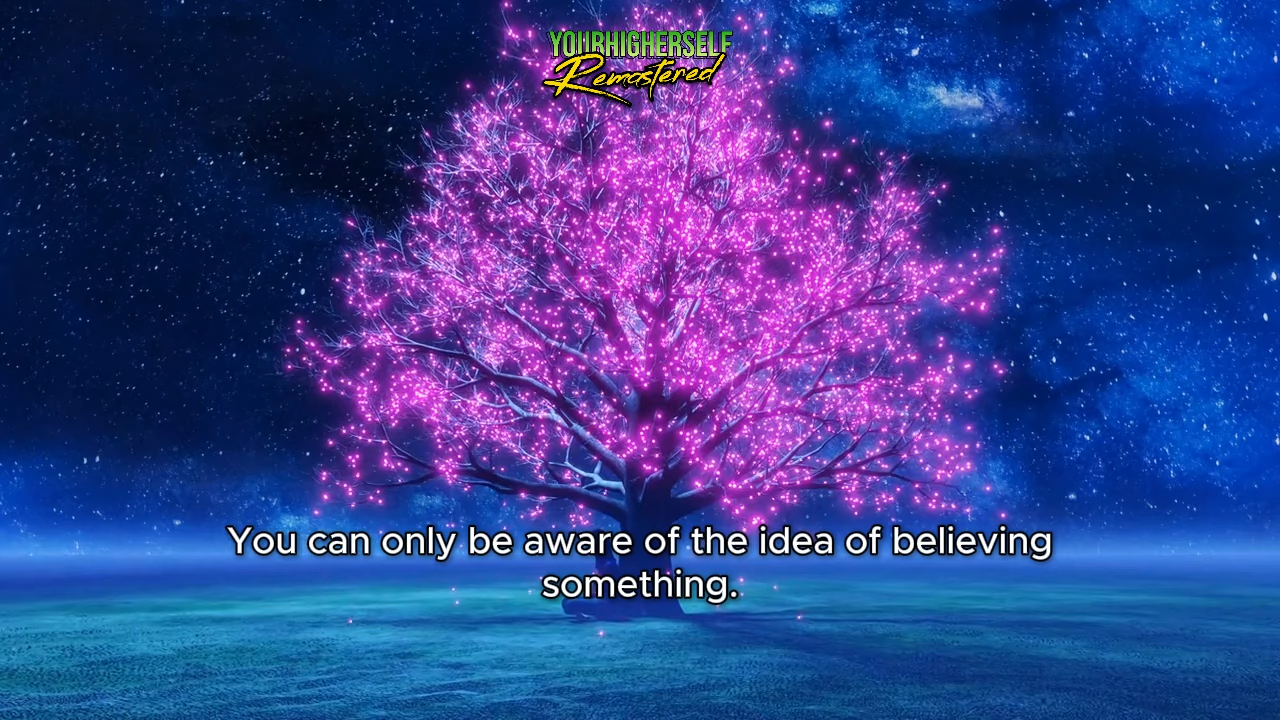 YOURHIGHERSELF
Remastered
You can only be aware of the idea of believing
something.